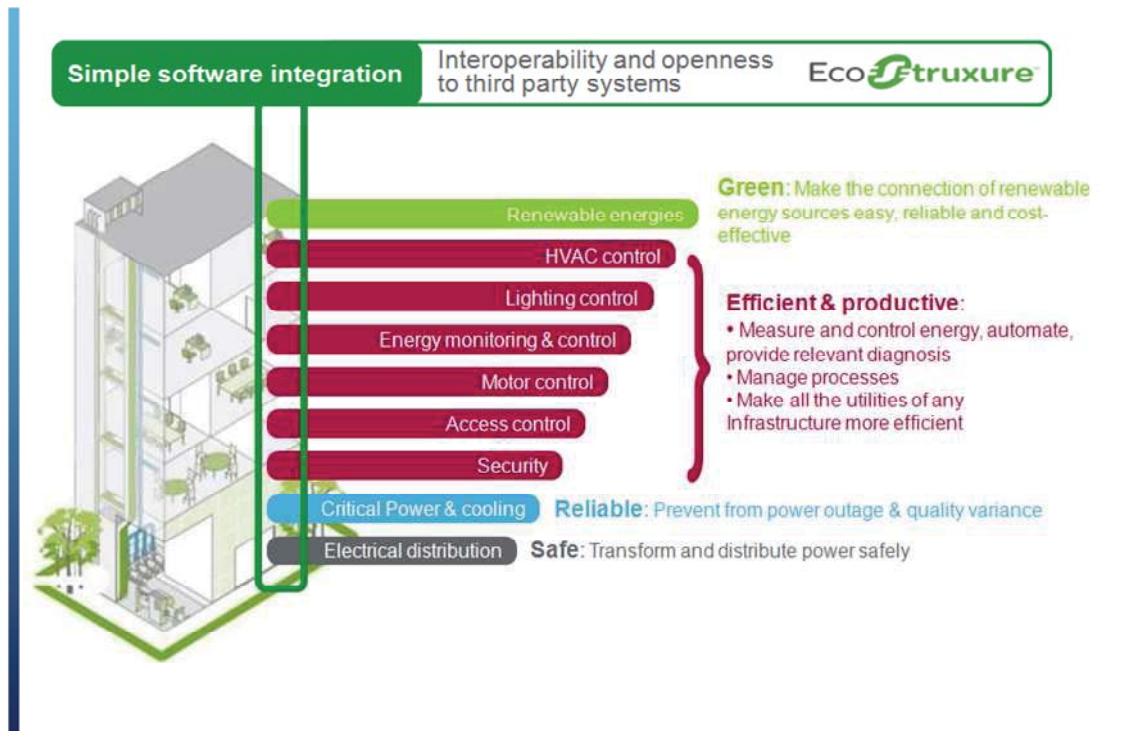 Simple software integration
Interoperability and openness
to third party systems
EcoStruxure™
Green: Make the connection of renewable
energy sources easy, reliable and cost-
effective
Renewable energies
HVAC control
Lighting control
Energy monitoring & control
Motor control
Access control
Security
Efficient & productive:
• Measure and control energy, automate,
provide relevant diagnosis
• Manage processes
• Make all the utilities of any
Infrastructure more efficient
Critical Power & cooling
Reliable: Prevent from power outage & quality variance
Electrical distribution
Safe: Transform and distribute power safely